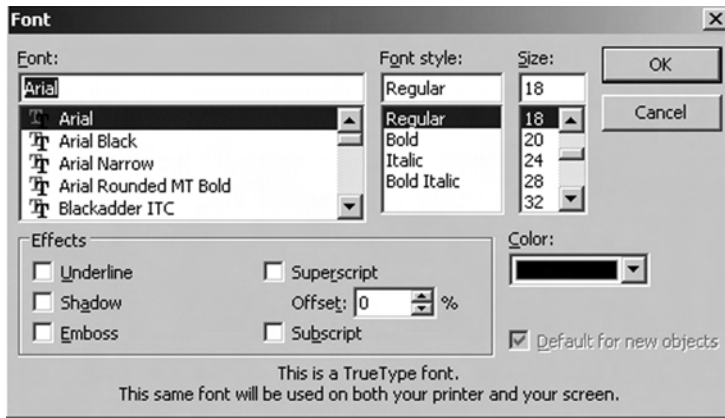 Font
Font:
Arial
Arial
Arial Black
Arial Narrow
Arial Rounded MT Bold
Blackadder ITC
Font style:
Regular
Regular
Bold
Italic
Bold Italic
Size:
18
18
20
24
28
32
OK
Cancel
Effects
Underline
Shadow
Emboss
Superscript
Offset: 0 %
Subscript
Color:
Default for new objects
This is a TrueType font.
This same font will be used on both your printer and your screen.